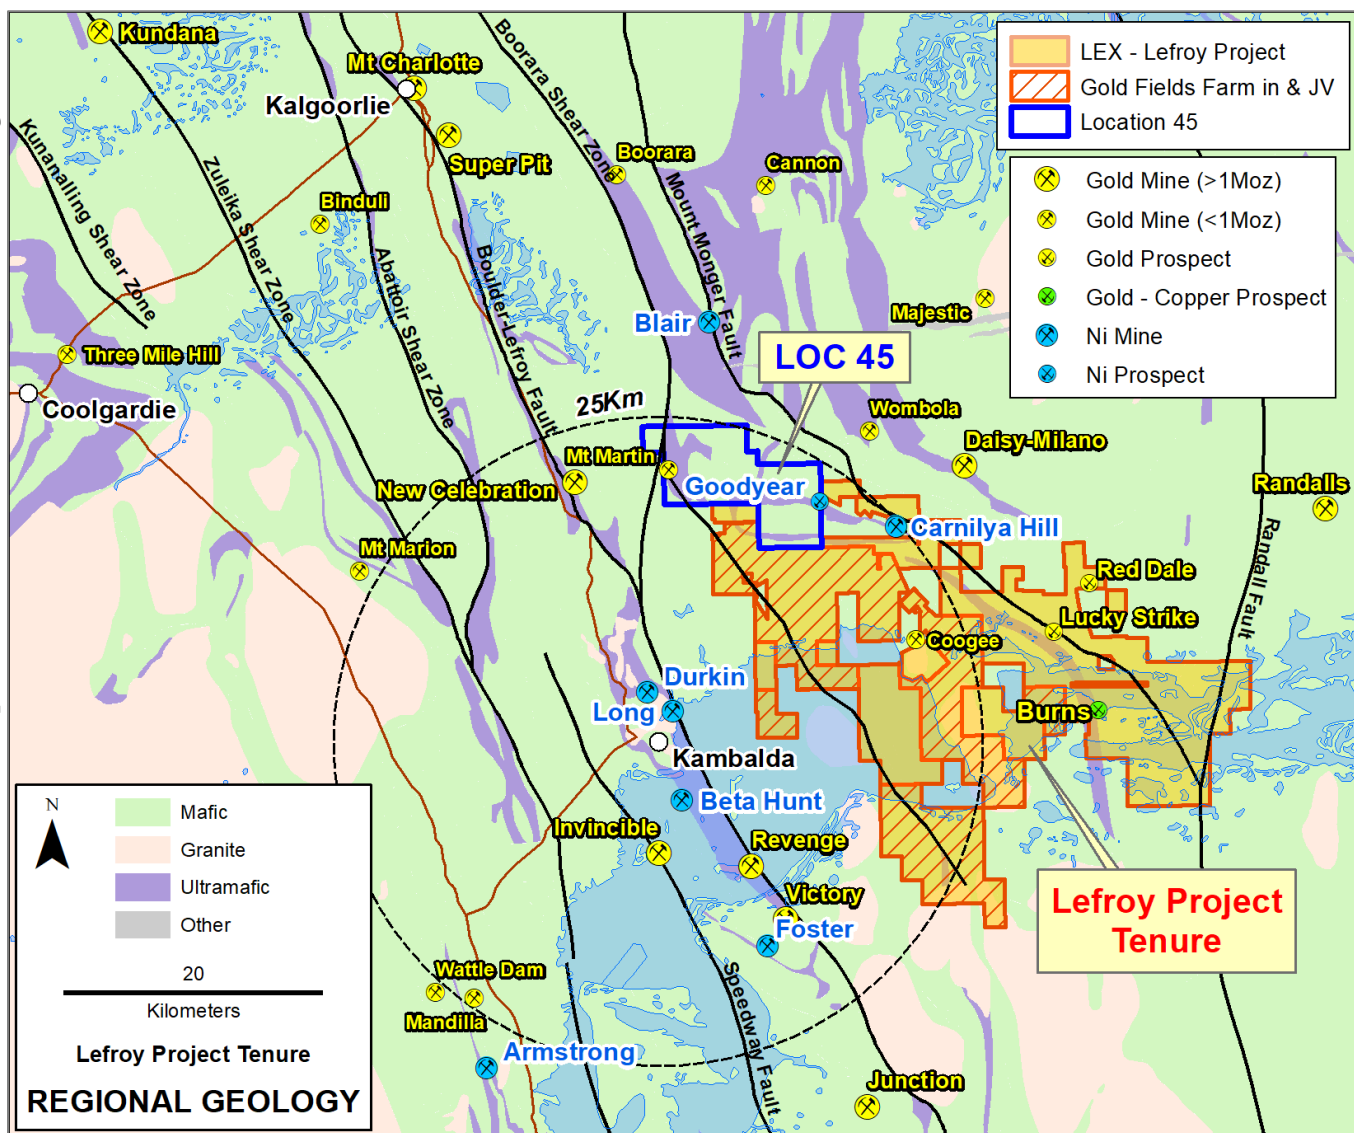 Kundana
Mt Charlotte
Kalgoorlie
Super Pit
Boorara Shear Zone
Boorara
Cannon
Kunanalling Shear Zone
Zuleika Shear Zone
Binduli
Abattoir Shear Zone
Boulder-Lefroy Fault
Mount Monger Fault
Majestic
Blair
Three Mile Hill
Coolgardie
LOC 45
25Km
Wombola
Daisy-Milano
Mt Martin
Goodyear
New Celebration
Carnilya Hill
Randalls
Randall Fault
Mt Marion
Red Dale
Lucky Strike
Coogee
Durkin
Long
Burns
Kambalda
Beta Hunt
Invincible
Revenge
Victory
Foster
Lefroy Project
Tenure
Wattle Dam
Mandilla
Speedway Fault
Armstrong
Junction
LEX - Lefroy Project
Gold Fields Farm in & JV
Location 45
Gold Mine (>1Moz)
Gold Mine (<1Moz)
Gold Prospect
Gold - Copper Prospect
Ni Mine
Ni Prospect
N
Mafic
Granite
Ultramafic
Other
20
Kilometers
Lefroy Project Tenure
REGIONAL GEOLOGY